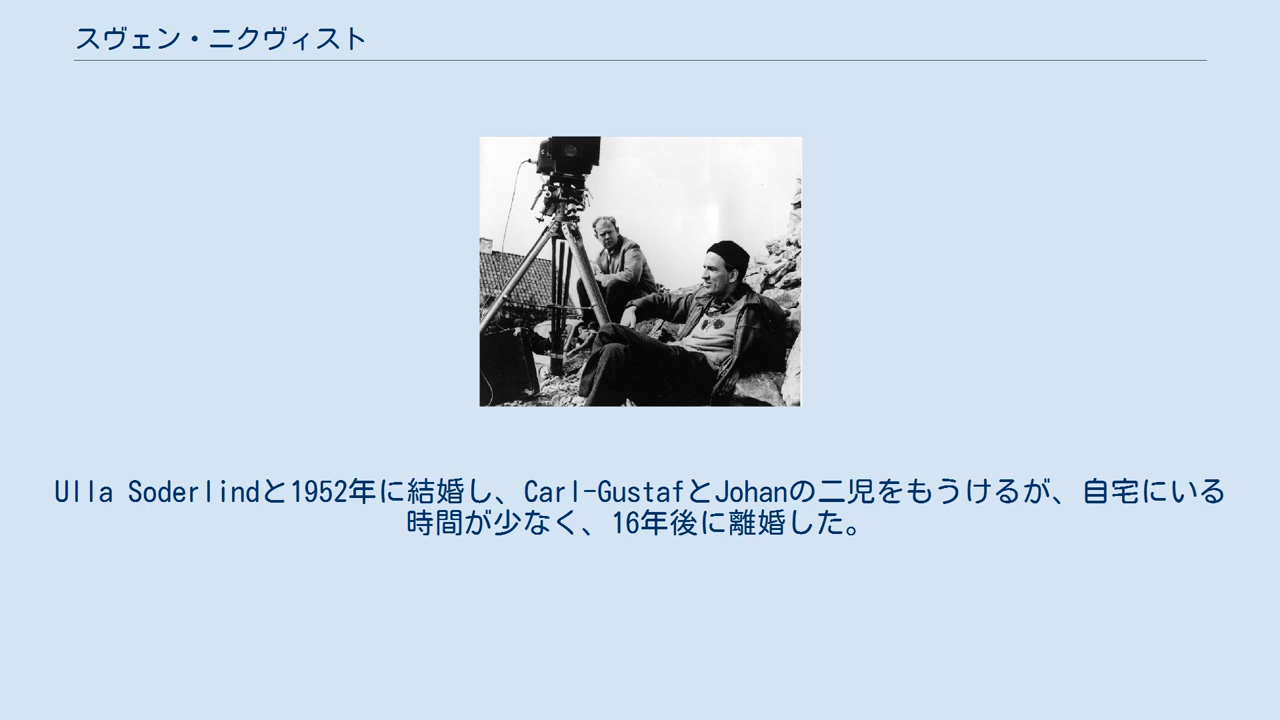 スヴェン・ニクヴィスト
Ulla Soderlindと1952年に結婚し、Carl-GustafとJohanの二児をもうけるが、自宅にいる
時間が少なく、16年後に離婚した。